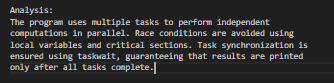 Analysis:
The program uses multiple tasks to perform independent
computations in parallel. Race conditions are avoided using
local variables and critical sections. Task synchronization is
ensured using taskwait, guaranteeing that results are printed
only after all tasks complete.